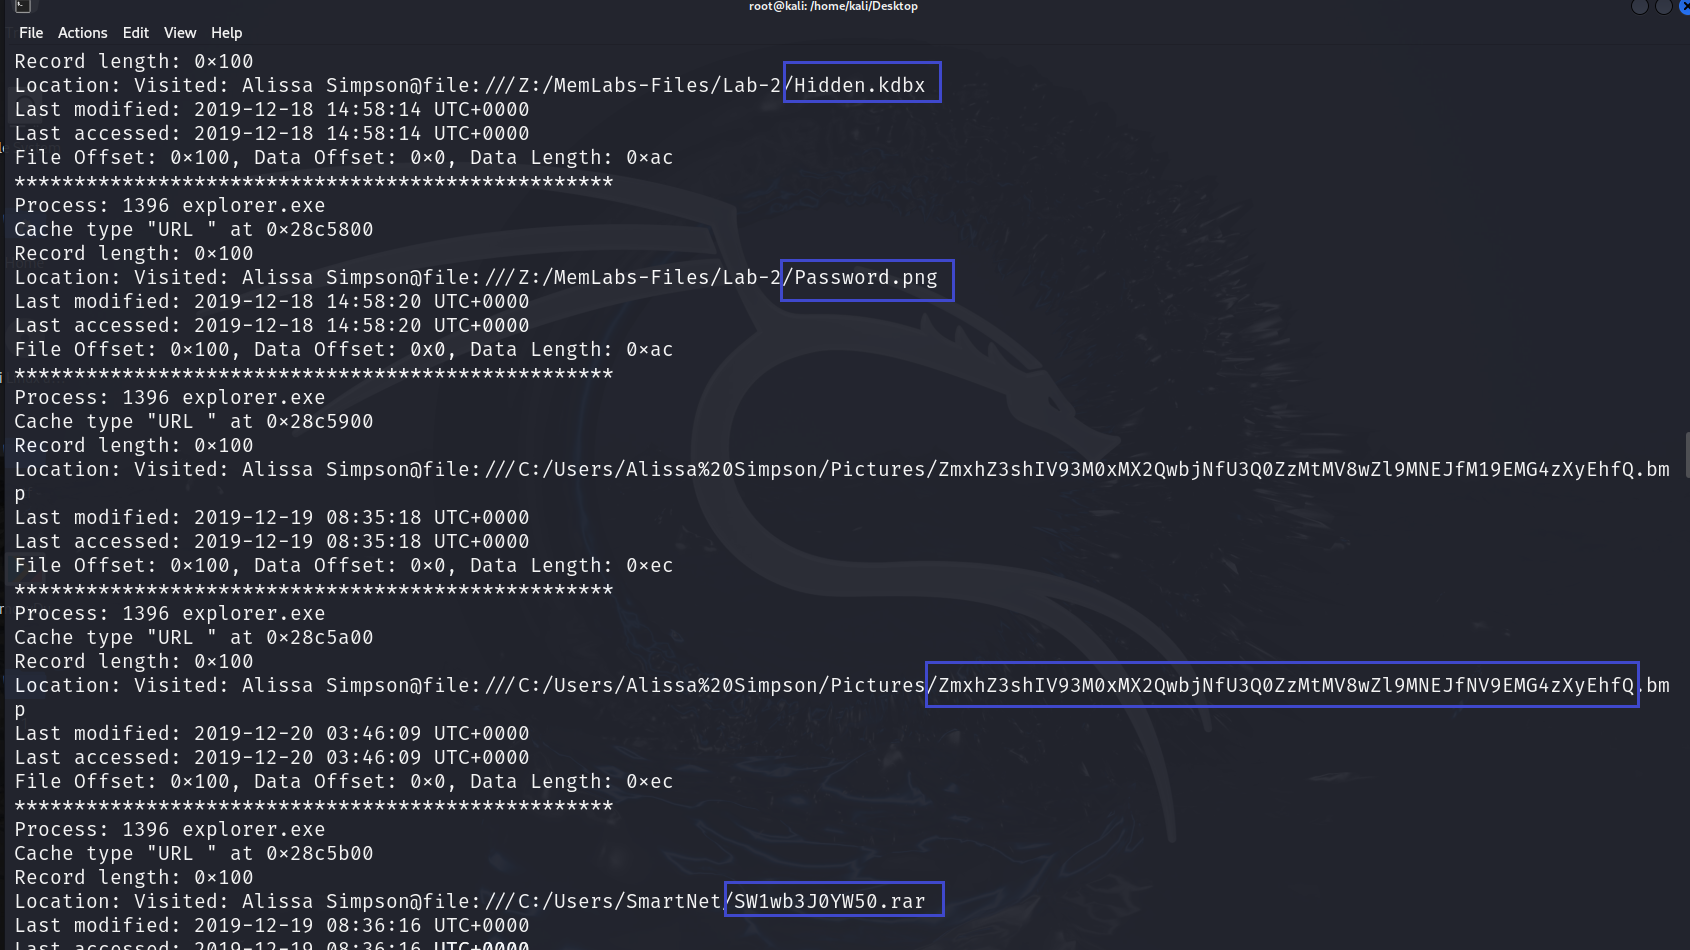 root@kali: /home/kali/Desktop
File Actions Edit View Help
Record length: 0×100
Location: Visited: Alissa Simpson@file:///Z:/MemLabs-Files/Lab-2/Hidden.kdbx
Last modified: 2019-12-18 14:58:14 UTC+0000
Last accessed: 2019-12-18 14:58:14 UTC+0000
File Offset: 0×100, Data Offset: 0×0, Data Length: 0×ac
**************************************************
Process: 1396 explorer.exe
Cache type "URL " at 0×28c5800
Record length: 0×100
Location: Visited: Alissa Simpson@file:///Z:/MemLabs-Files/Lab-2/Password.png
Last modified: 2019-12-18 14:58:20 UTC+0000
Last accessed: 2019-12-18 14:58:20 UTC+0000
File Offset: 0×100, Data Offset: 0x0, Data Length: 0×ac
**************************************************
Process: 1396 explorer.exe
Cache type "URL " at 0×28c5900
Record length: 0×100
Location: Visited: Alissa Simpson@file:///C:/Users/Alissa%20Simpson/Pictures/ZmxhZ3shIV93M0xMX2QwbjNfU3Q0ZzMtMV8wZl9MNEJfM19EMG4zXyEhfQ.bm
p
Last modified: 2019-12-19 08:35:18 UTC+0000
Last accessed: 2019-12-19 08:35:18 UTC+0000
File Offset: 0×100, Data Offset: 0×0, Data Length: 0×ec
**************************************************
Process: 1396 explorer.exe
Cache type "URL " at 0×28c5a00
Record length: 0×100
Location: Visited: Alissa Simpson@file:///C:/Users/Alissa%20Simpson/Pictures/ZmxhZ3shIV93M0xMX2QwbjNfU3Q0ZzMtMV8wZl9MNEJfNV9EMG4zXyEhfQ.bm
p
Last modified: 2019-12-20 03:46:09 UTC+0000
Last accessed: 2019-12-20 03:46:09 UTC+0000
File Offset: 0×100, Data Offset: 0×0, Data Length: 0×ec
**************************************************
Process: 1396 explorer.exe
Cache type "URL " at 0×28c5b00
Record length: 0×100
Location: Visited: Alissa Simpson@file:///C:/Users/SmartNet/SW1wb3J0YW50.rar
Last modified: 2019-12-19 08:36:16 UTC+0000
Last accessed: 2019-12-19 08:36:16 UTC+0000